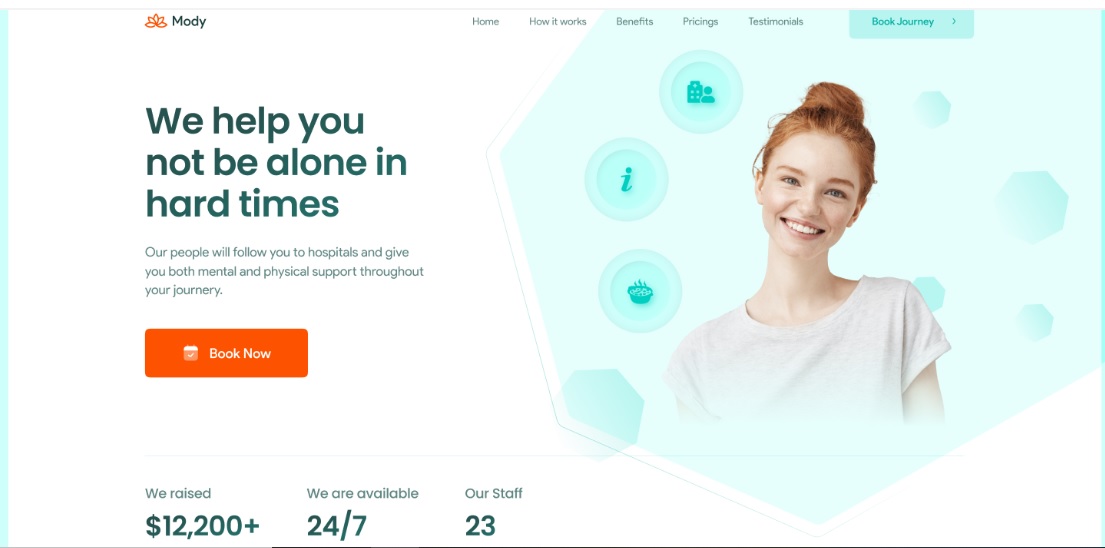 Mody
Home
How it works
Benefits
Pricings
Testimonials
Book Journey
We help you
not be alone in
hard times
Our people will follow you to hospitals and give
you both mental and physical support throughout
your journery.
Book Now
We raised
We are available
Our Staff
$12,200+
24/7
23